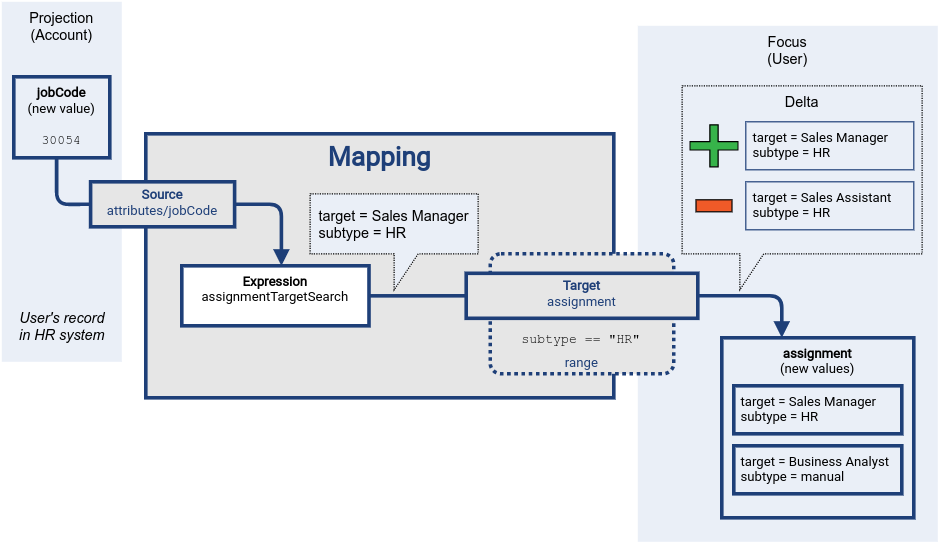 Projection
(Account)
jobCode
(new value)
30054
User's record
in HR system
Mapping
Source
attributes/jobCode
Expression
assignmentTargetSearch
target = Sales Manager
subtype = HR
Target
assignment
subtype == "HR"
range
Focus
(User)
Delta
target = Sales Manager
subtype = HR
target = Sales Assistant
subtype = HR
assignment
(new values)
target = Sales Manager
subtype = HR
target = Business Analyst
subtype = manual